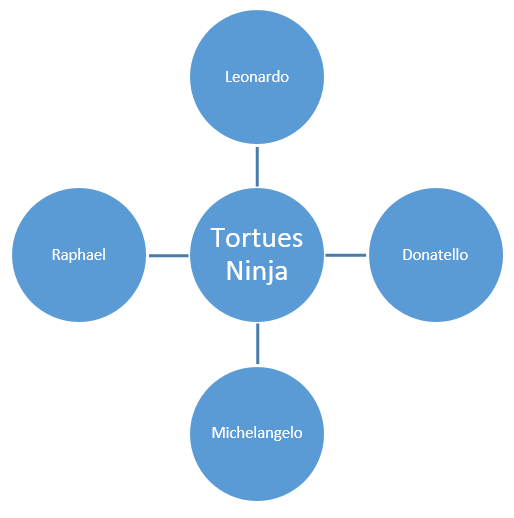 Leonardo
Raphael
Tortues
Ninja
Donatello
Michelangelo